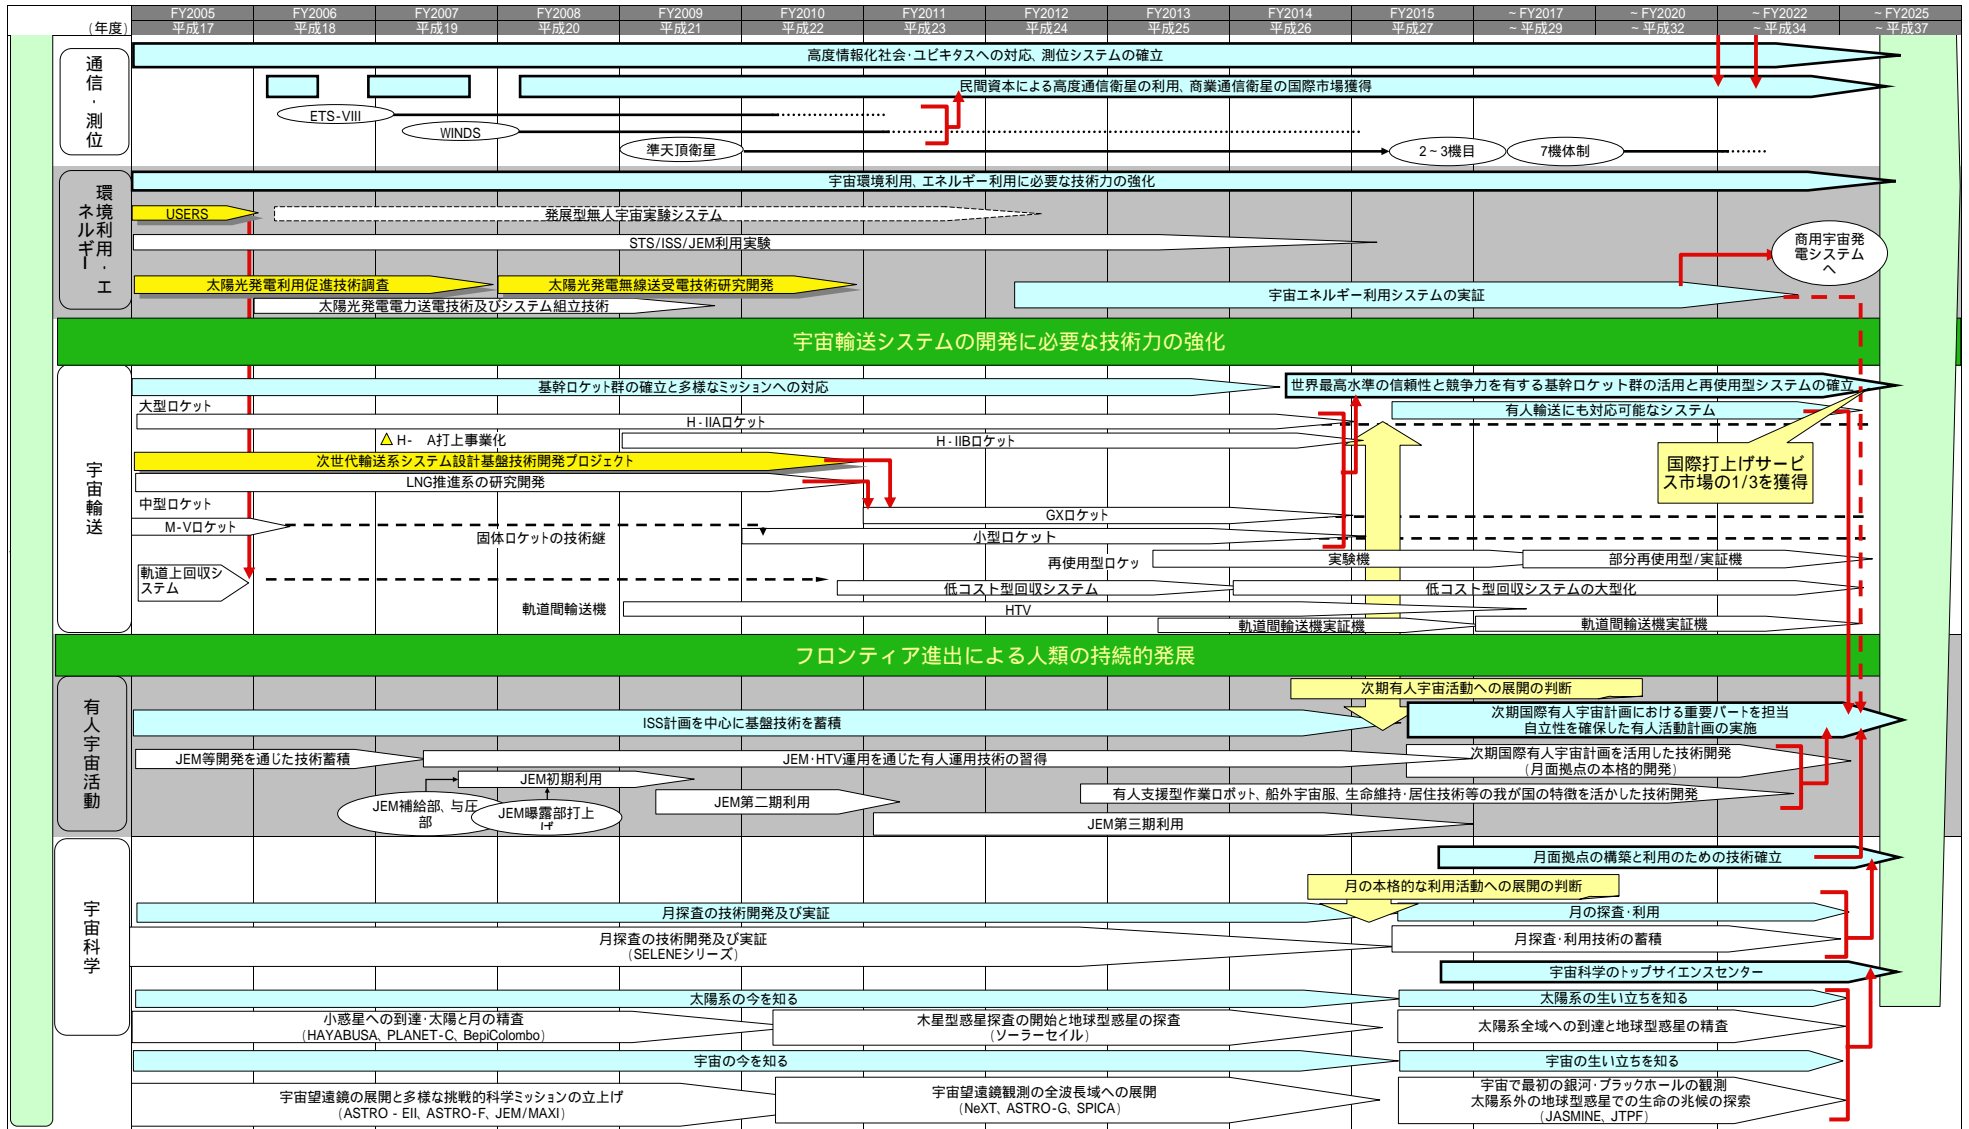 FY2005 FY2006 FY2007 FY2008 FY2009 FY2010 FY2011 FY2012 FY2013 FY2014 FY2015 ~FY2017 ~FY2020 ~FY2022 ~FY2025
(年度) 平成17 平成18 平成19 平成20 平成21 平成22 平成23 平成24 平成25 平成26 平成27 ~平成29 ~平成32 ~平成34 ~平成37
通信・測位
高度情報化社会・ユビキタスへの対応、測位システムの確立
民間資本による高度通信衛星の利用、商業通信衛星の国際市場獲得
ETS-VIII
WINDS
準天頂衛星
2~3機目
7機体制
環境利用・エネルギー
宇宙環境利用、エネルギー利用に必要な技術力の強化
USERS
発展型無人宇宙実験システム
STS/ISS/JEM利用実験
商用宇宙発
電システム
へ
太陽光発電利用促進技術調査
太陽光発電無線送受電技術研究開発
宇宙エネルギー利用システムの実証
太陽光発電電力送電技術及びシステム組立技術
宇宙輸送システムの開発に必要な技術力の強化
宇宙輸送
基幹ロケット群の確立と多様なミッションへの対応
世界最高水準の信頼性と競争力を有する基幹ロケット群の活用と再使用型システムの確立
大型ロケット
有人輸送にも対応可能なシステム
H-IIAロケット
H- A打上事業化
H-IIBロケット
次世代輸送系システム設計基盤技術開発プロジェクト
国際打上げサービ
ス市場の1/3を獲得
LNG推進系の研究開発
中型ロケット
GXロケット
M-Vロケット
固体ロケットの技術継
小型ロケット
再使用型ロケッ
実験機
部分再使用型/実証機
軌道上回収シ
ステム
低コスト型回収システム
低コスト型回収システムの大型化
軌道間輸送機
HTV
軌道間輸送機実証機
軌道間輸送機実証機
フロンティア進出による人類の持続的発展
有人宇宙活動
次期有人宇宙活動への展開の判断
ISS計画を中心に基盤技術を蓄積
次期国際有人宇宙計画における重要パートを担当
自立性を確保した有人活動計画の実施
JEM等開発を通じた技術蓄積
JEM・HTV運用を通じた有人運用技術の習得
次期国際有人宇宙計画を活用した技術開発
(月面拠点の本格的開発)
JEM初期利用
JEM補給部、与圧
部
JEM曝露部打上
げ
JEM第二期利用
有人支援型作業ロボット、船外宇宙服、生命維持・居住技術等の我が国の特徴を活かした技術開発
JEM第三期利用
宇宙科学
月面拠点の構築と利用のための技術確立
月の本格的な利用活動への展開の判断
月探査の技術開発及び実証
月の探査・利用
月探査の技術開発及び実証
(SELENEシリーズ)
月探査・利用技術の蓄積
宇宙科学のトップサイエンスセンター
太陽系の今を知る
太陽系の生い立ちを知る
小惑星への到達・太陽と月の精査
(HAYABUSA、PLANET-C、BepiColombo)
木星型惑星探査の開始と地球型惑星の探査
(ソーラーセイル)
太陽系全域への到達と地球型惑星の精査
宇宙の今を知る
宇宙の生い立ちを知る
宇宙望遠鏡の展開と多様な挑戦的科学ミッションの立上げ
(ASTRO-EII、ASTRO-F、JEM/MAXI)
宇宙望遠鏡観測の全波長域への展開
(NeXT、ASTRO-G、SPICA)
宇宙で最初の銀河・ブラックホールの観測
太陽系外の地球型惑星での生命の兆候の探索
(JASMINE、JTPF)